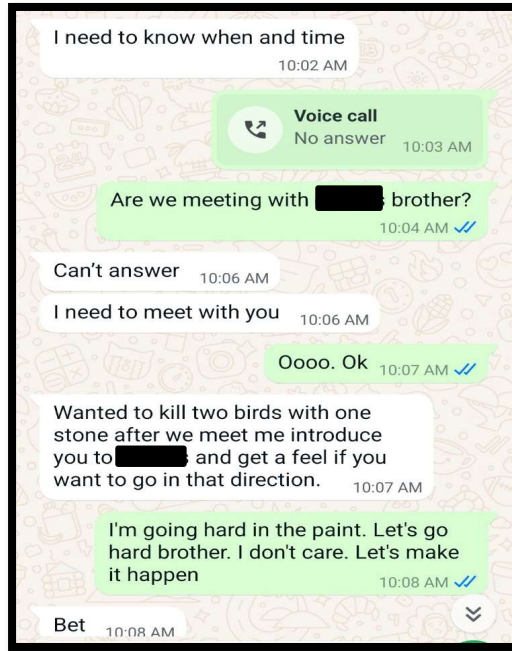 I need to know when and time
10:02 AM
Voice call
No answer 10:03 AM
Are we meeting with brother?
10:04 AM
Can't answer 10:06 AM
I need to meet with you 10:06 AM
Oooo. Ok 10:07 AM
Wanted to kill two birds with one
stone after we meet me introduce
you to and get a feel if you
want to go in that direction. 10:07 AM
I'm going hard in the paint. Let's go
hard brother. I don't care. Let's make
it happen 10:08 AM
Bet 10:08 AM